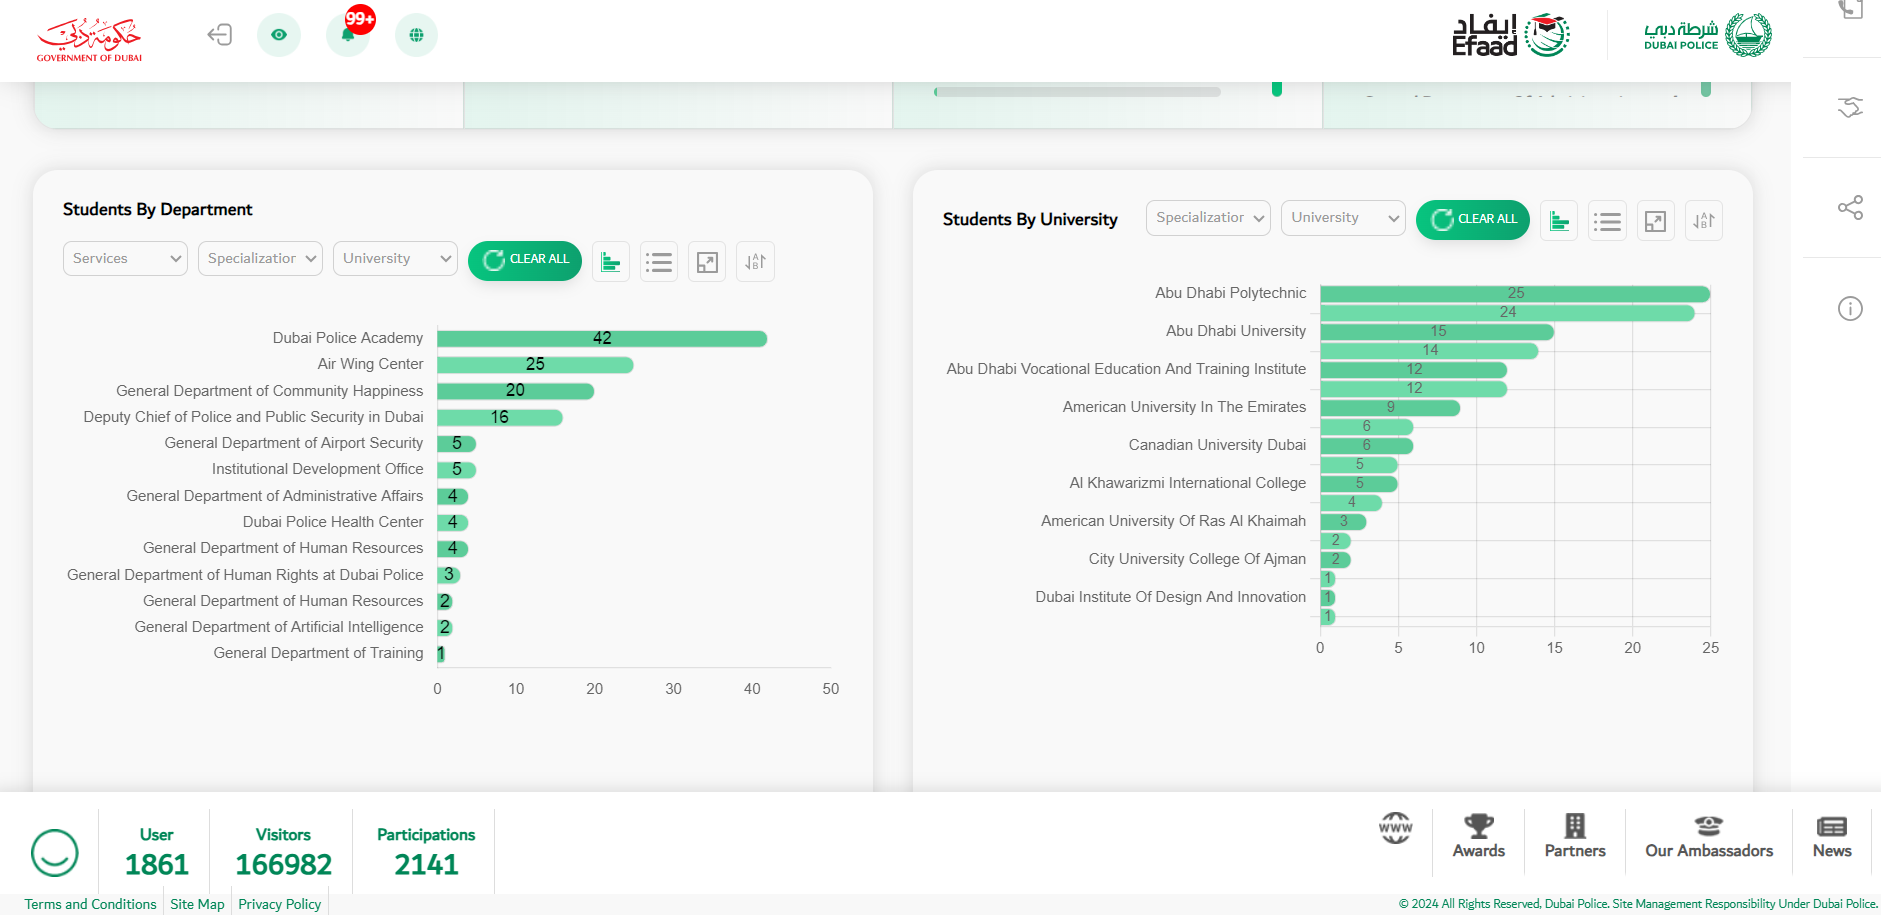 حكومة دبي
GOVERNMENT OF DUBAI
99+
إيفاد
Efaad
شرطة دبي
DUBAI POLICE
Students By Department
Services
Specialization
University
CLEAR ALL
A
B
Dubai Police Academy 42
Air Wing Center 25
General Department of Community Happiness 20
Deputy Chief of Police and Public Security in Dubai 16
General Department of Airport Security 5
Institutional Development Office 5
General Department of Administrative Affairs 4
Dubai Police Health Center 4
General Department of Human Resources 4
General Department of Human Rights at Dubai Police 3
General Department of Human Resources 2
General Department of Artificial Intelligence 2
General Department of Training 1
0 10 20 30 40 50
Students By University
Specialization
University
CLEAR ALL
A
B
Abu Dhabi Polytechnic 25
24
Abu Dhabi University 15
14
Abu Dhabi Vocational Education And Training Institute 12
12
American University In The Emirates 9
6
Canadian University Dubai 6
5
Al Khawarizmi International College 5
4
American University Of Ras Al Khaimah 3
2
City University College Of Ajman 2
1
Dubai Institute Of Design And Innovation 1
1
0 5 10 15 20 25
User
1861
Visitors
166982
Participations
2141
WWW
Awards
Partners
Our Ambassadors
News
Terms and Conditions
Site Map
Privacy Policy
© 2024 All Rights Reserved, Dubai Police. Site Management Responsibility Under Dubai Police.